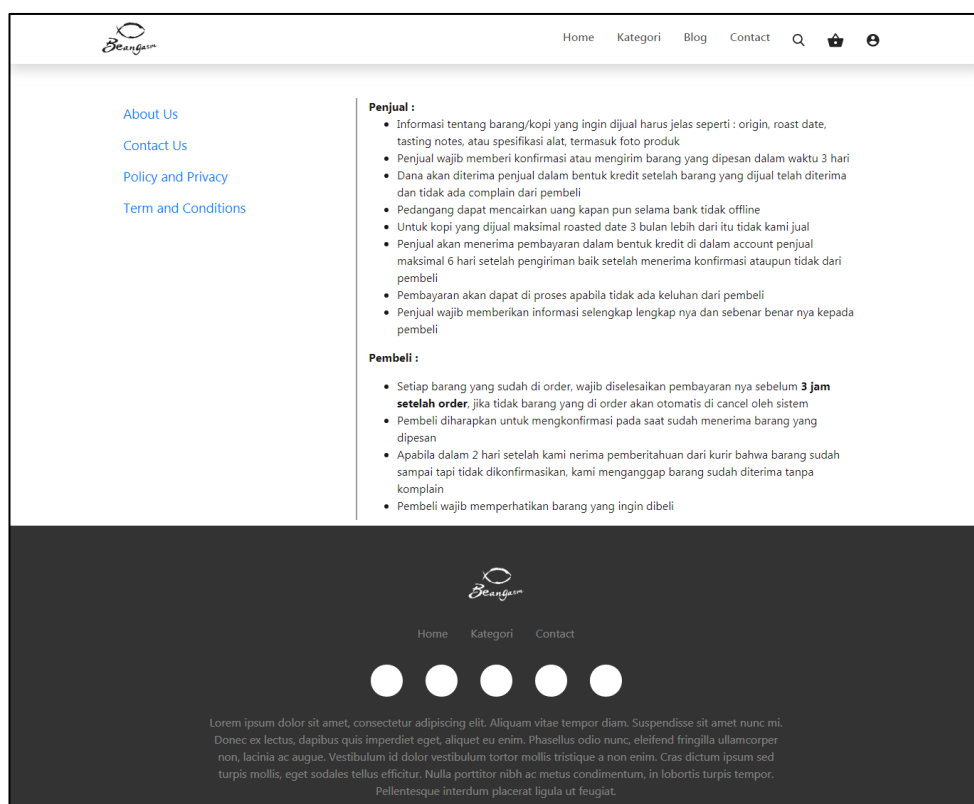 Beangasm
Home Kategori Blog Contact
About Us
Contact Us
Policy and Privacy
Term and Conditions
Penjual :
Informasi tentang barang/kopi yang ingin dijual harus jelas seperti : origin, roast date,
tasting notes, atau spesifikasi alat, termasuk foto produk
Penjual wajib memberi konfirmasi atau mengirim barang yang dipesan dalam waktu 3 hari
Dana akan diterima penjual dalam bentuk kredit setelah barang yang dijual telah diterima
dan tidak ada complain dari pembeli
Pedangang dapat mencairkan uang kapan pun selama bank tidak offline
Untuk kopi yang dijual maksimal roasted date 3 bulan lebih dari itu tidak kami jual
Penjual akan menerima pembayaran dalam bentuk kredit di dalam account penjual
maksimal 6 hari setelah pengiriman baik setelah menerima konfirmasi ataupun tidak dari
pembeli
Pembayaran akan dapat di proses apabila tidak ada keluhan dari pembeli
Penjual wajib memberikan informasi selengkap lengkap nya dan sebenar benar nya kepada
pembeli
Pembeli :
Setiap barang yang sudah di order, wajib diselesaikan pembayaran nya sebelum 3 jam
setelah order, jika tidak barang yang di order akan otomatis di cancel oleh sistem
Pembeli diharapkan untuk mengkonfirmasi pada saat sudah menerima barang yang
dipesan
Apabila dalam 2 hari setelah kami nerima pemberitahuan dari kurir bahwa barang sudah
sampai tapi tidak dikonfirmasikan, kami menganggap barang sudah diterima tanpa
komplain
Pembeli wajib memperhatikan barang yang ingin dibeli
Beangasm
Home Kategori Contact
Lorem ipsum dolor sit amet, consectetur adipiscing elit. Aliquam vitae tempor diam. Suspendisse sit amet nunc mi.
Donec ex lectus, dapibus quis imperdiet eget, aliquet eu enim. Phasellus odio nunc, eleifend fringilla ullamcorper
non, lacinia ac augue. Vestibulum id dolor vestibulum tortor mollis tristique a non enim. Cras dictum ipsum sed
turpis mollis, eget sodales tellus efficitur. Nulla porttitor nibh ac metus condimentum, in lobortis turpis tempor.
Pellentesque interdum placerat ligula ut feugiat.